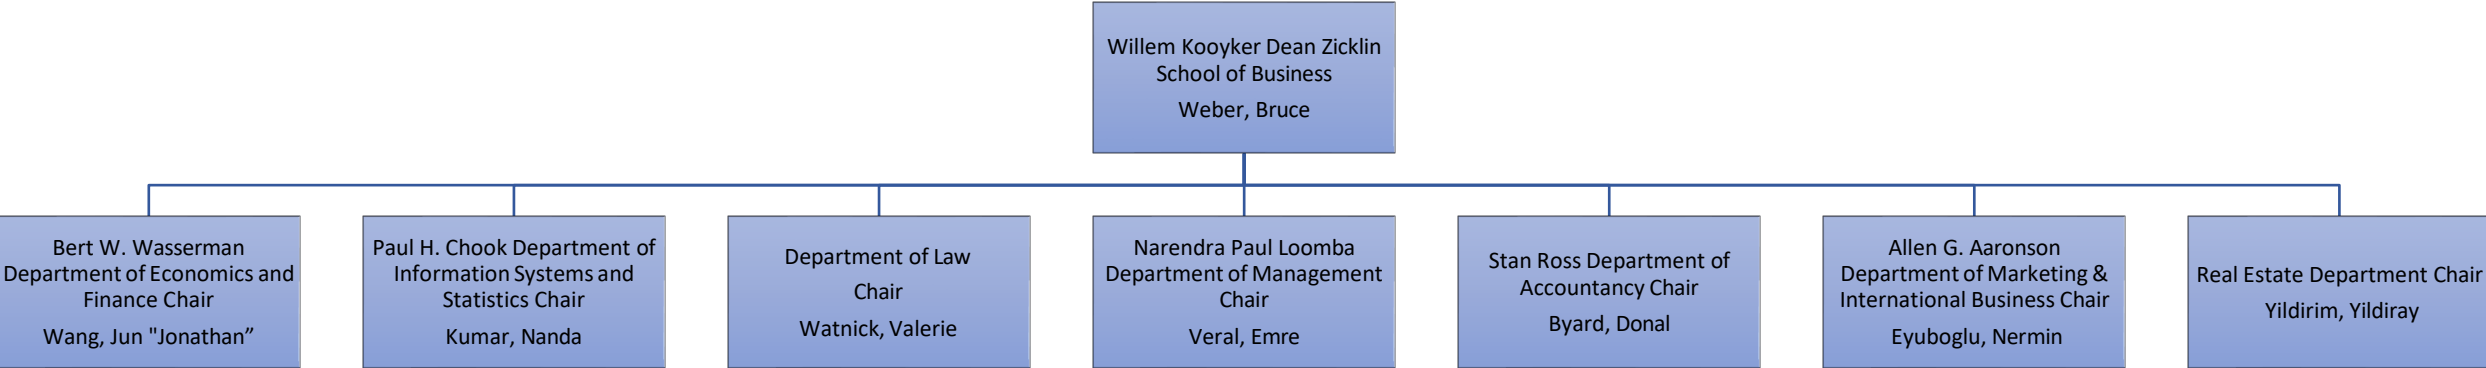 Willem Kooyker Dean Zicklin
School of Business
Weber, Bruce
Bert W. Wasserman
Department of Economics and
Finance Chair
Wang, Jun "Jonathan”
Paul H. Chook Department of
Information Systems and
Statistics Chair
Kumar, Nanda
Department of Law
Chair
Watnick, Valerie
Narendra Paul Loomba
Department of Management
Chair
Veral, Emre
Stan Ross Department of
Accountancy Chair
Byard, Donal
Allen G. Aaronson
Department of Marketing &
International Business Chair
Eyuboglu, Nermin
Real Estate Department Chair
Yildirim, Yildiray